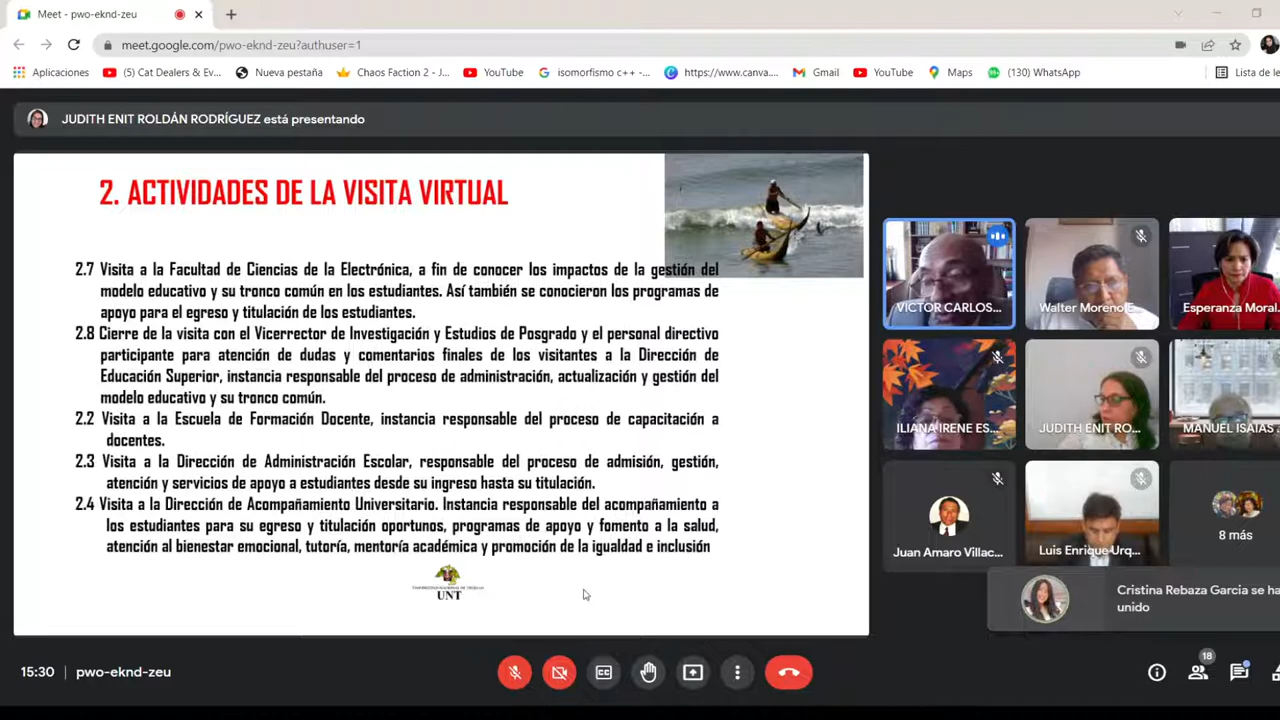 Meet - pwo-eknd-zeu
meet.google.com/pwo-eknd-zeu?authuser=1
Aplicaciones
(5) Cat Dealers & Ev...
Nueva pestaña
Chaos Faction 2 - J...
YouTube
isomorfismo c++ -...
https://www.canva....
Gmail
YouTube
Maps
(130) WhatsApp
Lista de le
JUDITH ENIT ROLDÁN RODRÍGUEZ está presentando
2. ACTIVIDADES DE LA VISITA VIRTUAL
2.7 Visita a la Facultad de Ciencias de la Electrónica, a fin de conocer los impactos de la gestión del
modelo educativo y su tronco común en los estudiantes. Así también se conocieron los programas de
apoyo para el egreso y titulación de los estudiantes.
2.8 Cierre de la visita con el Vicerrector de Investigación y Estudios de Posgrado y el personal directivo
participante para atención de dudas y comentarios finales de los visitantes a la Dirección de
Educación Superior, instancia responsable del proceso de administración, actualización y gestión del
modelo educativo y su tronco común.
2.2 Visita a la Escuela de Formación Docente, instancia responsable del proceso de capacitación a
docentes.
2.3 Visita a la Dirección de Administración Escolar, responsable del proceso de admisión, gestión,
atención y servicios de apoyo a estudiantes desde su ingreso hasta su titulación.
2.4 Visita a la Dirección de Acompañamiento Universitario. Instancia responsable del acompañamiento a
los estudiantes para su egreso y titulación oportunos, programas de apoyo y fomento a la salud,
atención al bienestar emocional, tutoría, mentoría académica y promoción de la igualdad e inclusión
UNT
VICTOR CARLOS...
Walter Moreno E...
Esperanza Moral...
ILIANA IRENE ES...
JUDITH ENIT RO...
MANUEL ISAIAS
Juan Amaro Villac...
Luis Enrique Urq...
8 más
Cristina Rebaza García se ha
unido
15:30 | pwo-eknd-zeu
18